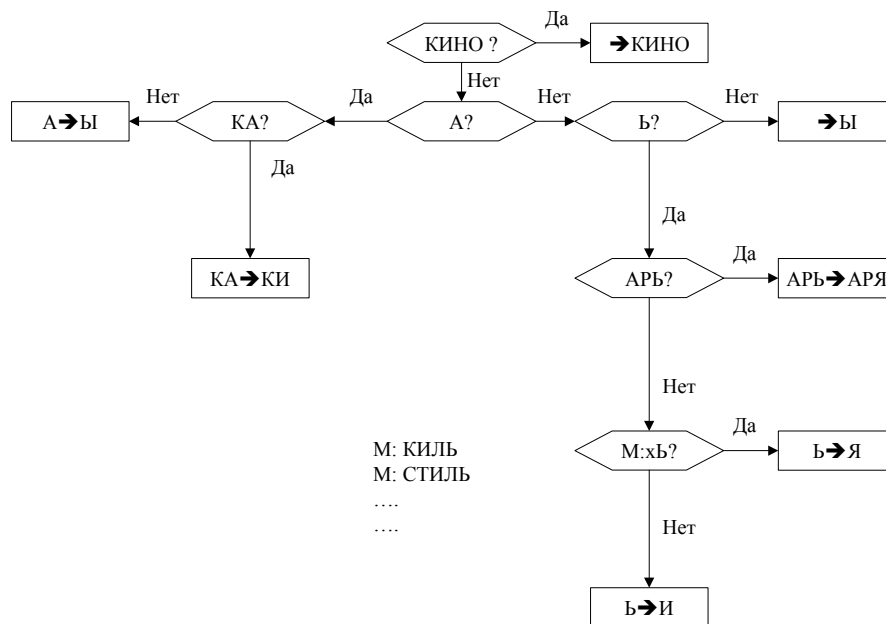 Да
КИНО ?
➔КИНО
Нет
Нет
Да
Нет
Нет
А➔Ы
КА?
А?
Ь?
➔Ы
Да
Да
Да
КА➔КИ
АРЬ?
АРЬ➔АРЯ
Нет
Да
М: КИЛЬ
М: СТИЛЬ
….
….
М:хЬ?
Ь➔Я
Нет
Ь➔И